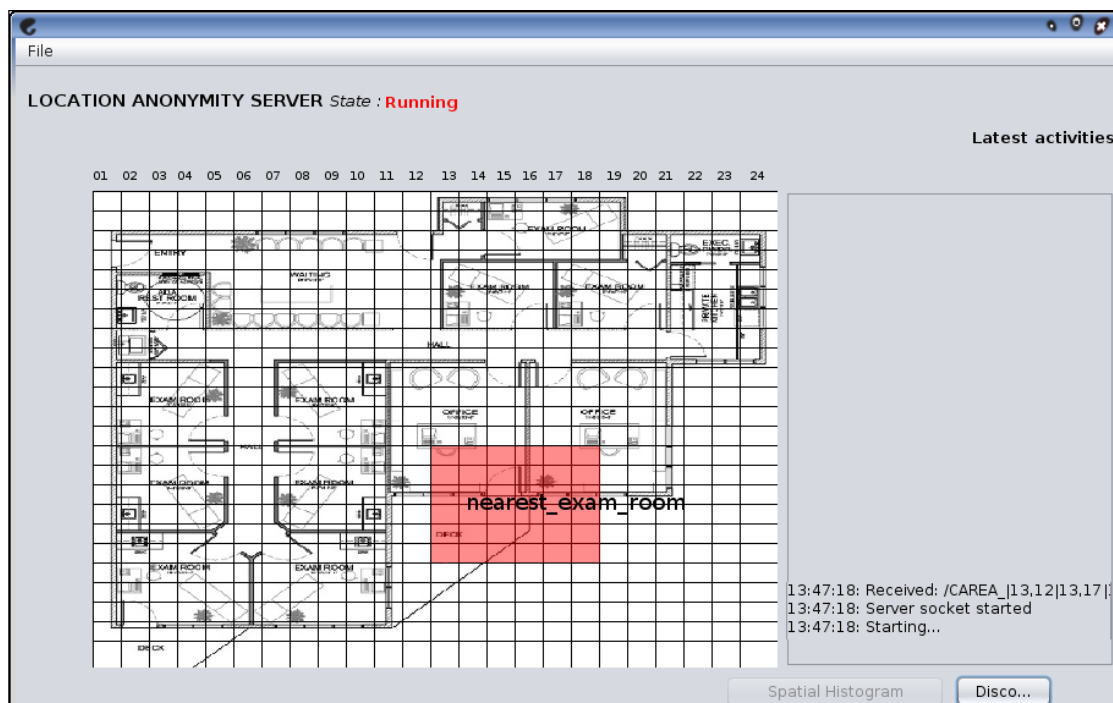 File
LOCATION ANONYMITY SERVER State : Running
Latest activities
01 02 03 04 05 06 07 08 09 10 11 12 13 14 15 16 17 18 19 20 21 22 23 24
EXAM ROOM
EXEC.
ENTRY
WAITING
REST ROOM
EXAM ROOM EXAM ROOM
PRIVATE
KITCHEN
HALL
EXAM ROOM EXAM ROOM OFFICE OFFICE
HALL
EXAM ROOM EXAM ROOM
nearest_exam_room
DECK
EXAM ROOM EXAM ROOM
DECK
13:47:18: Received: /CAREA_|13,12|13,17|
13:47:18: Server socket started
13:47:18: Starting...
Spatial Histogram Disco...